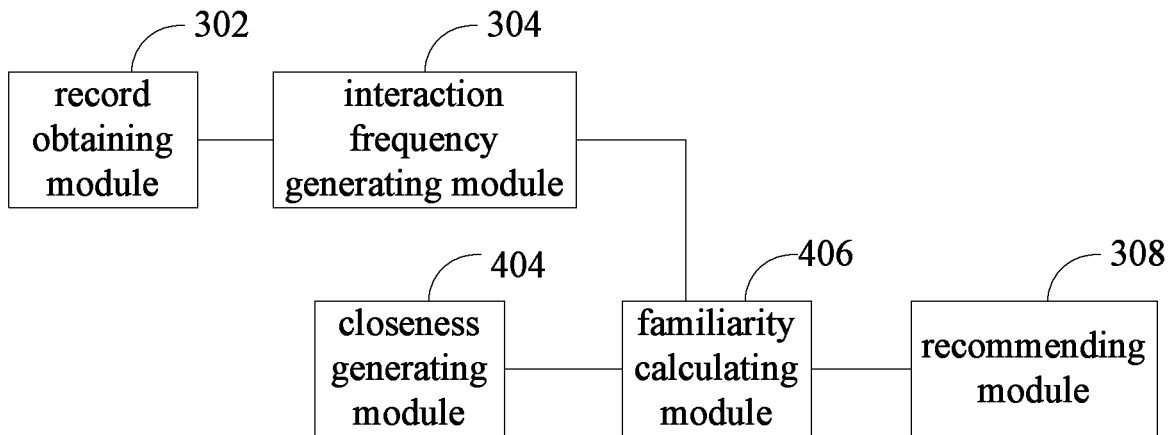 302
304
record
obtaining
module
interaction
frequency
generating module
404
406
308
closeness
generating
module
familiarity
calculating
module
recommending
module